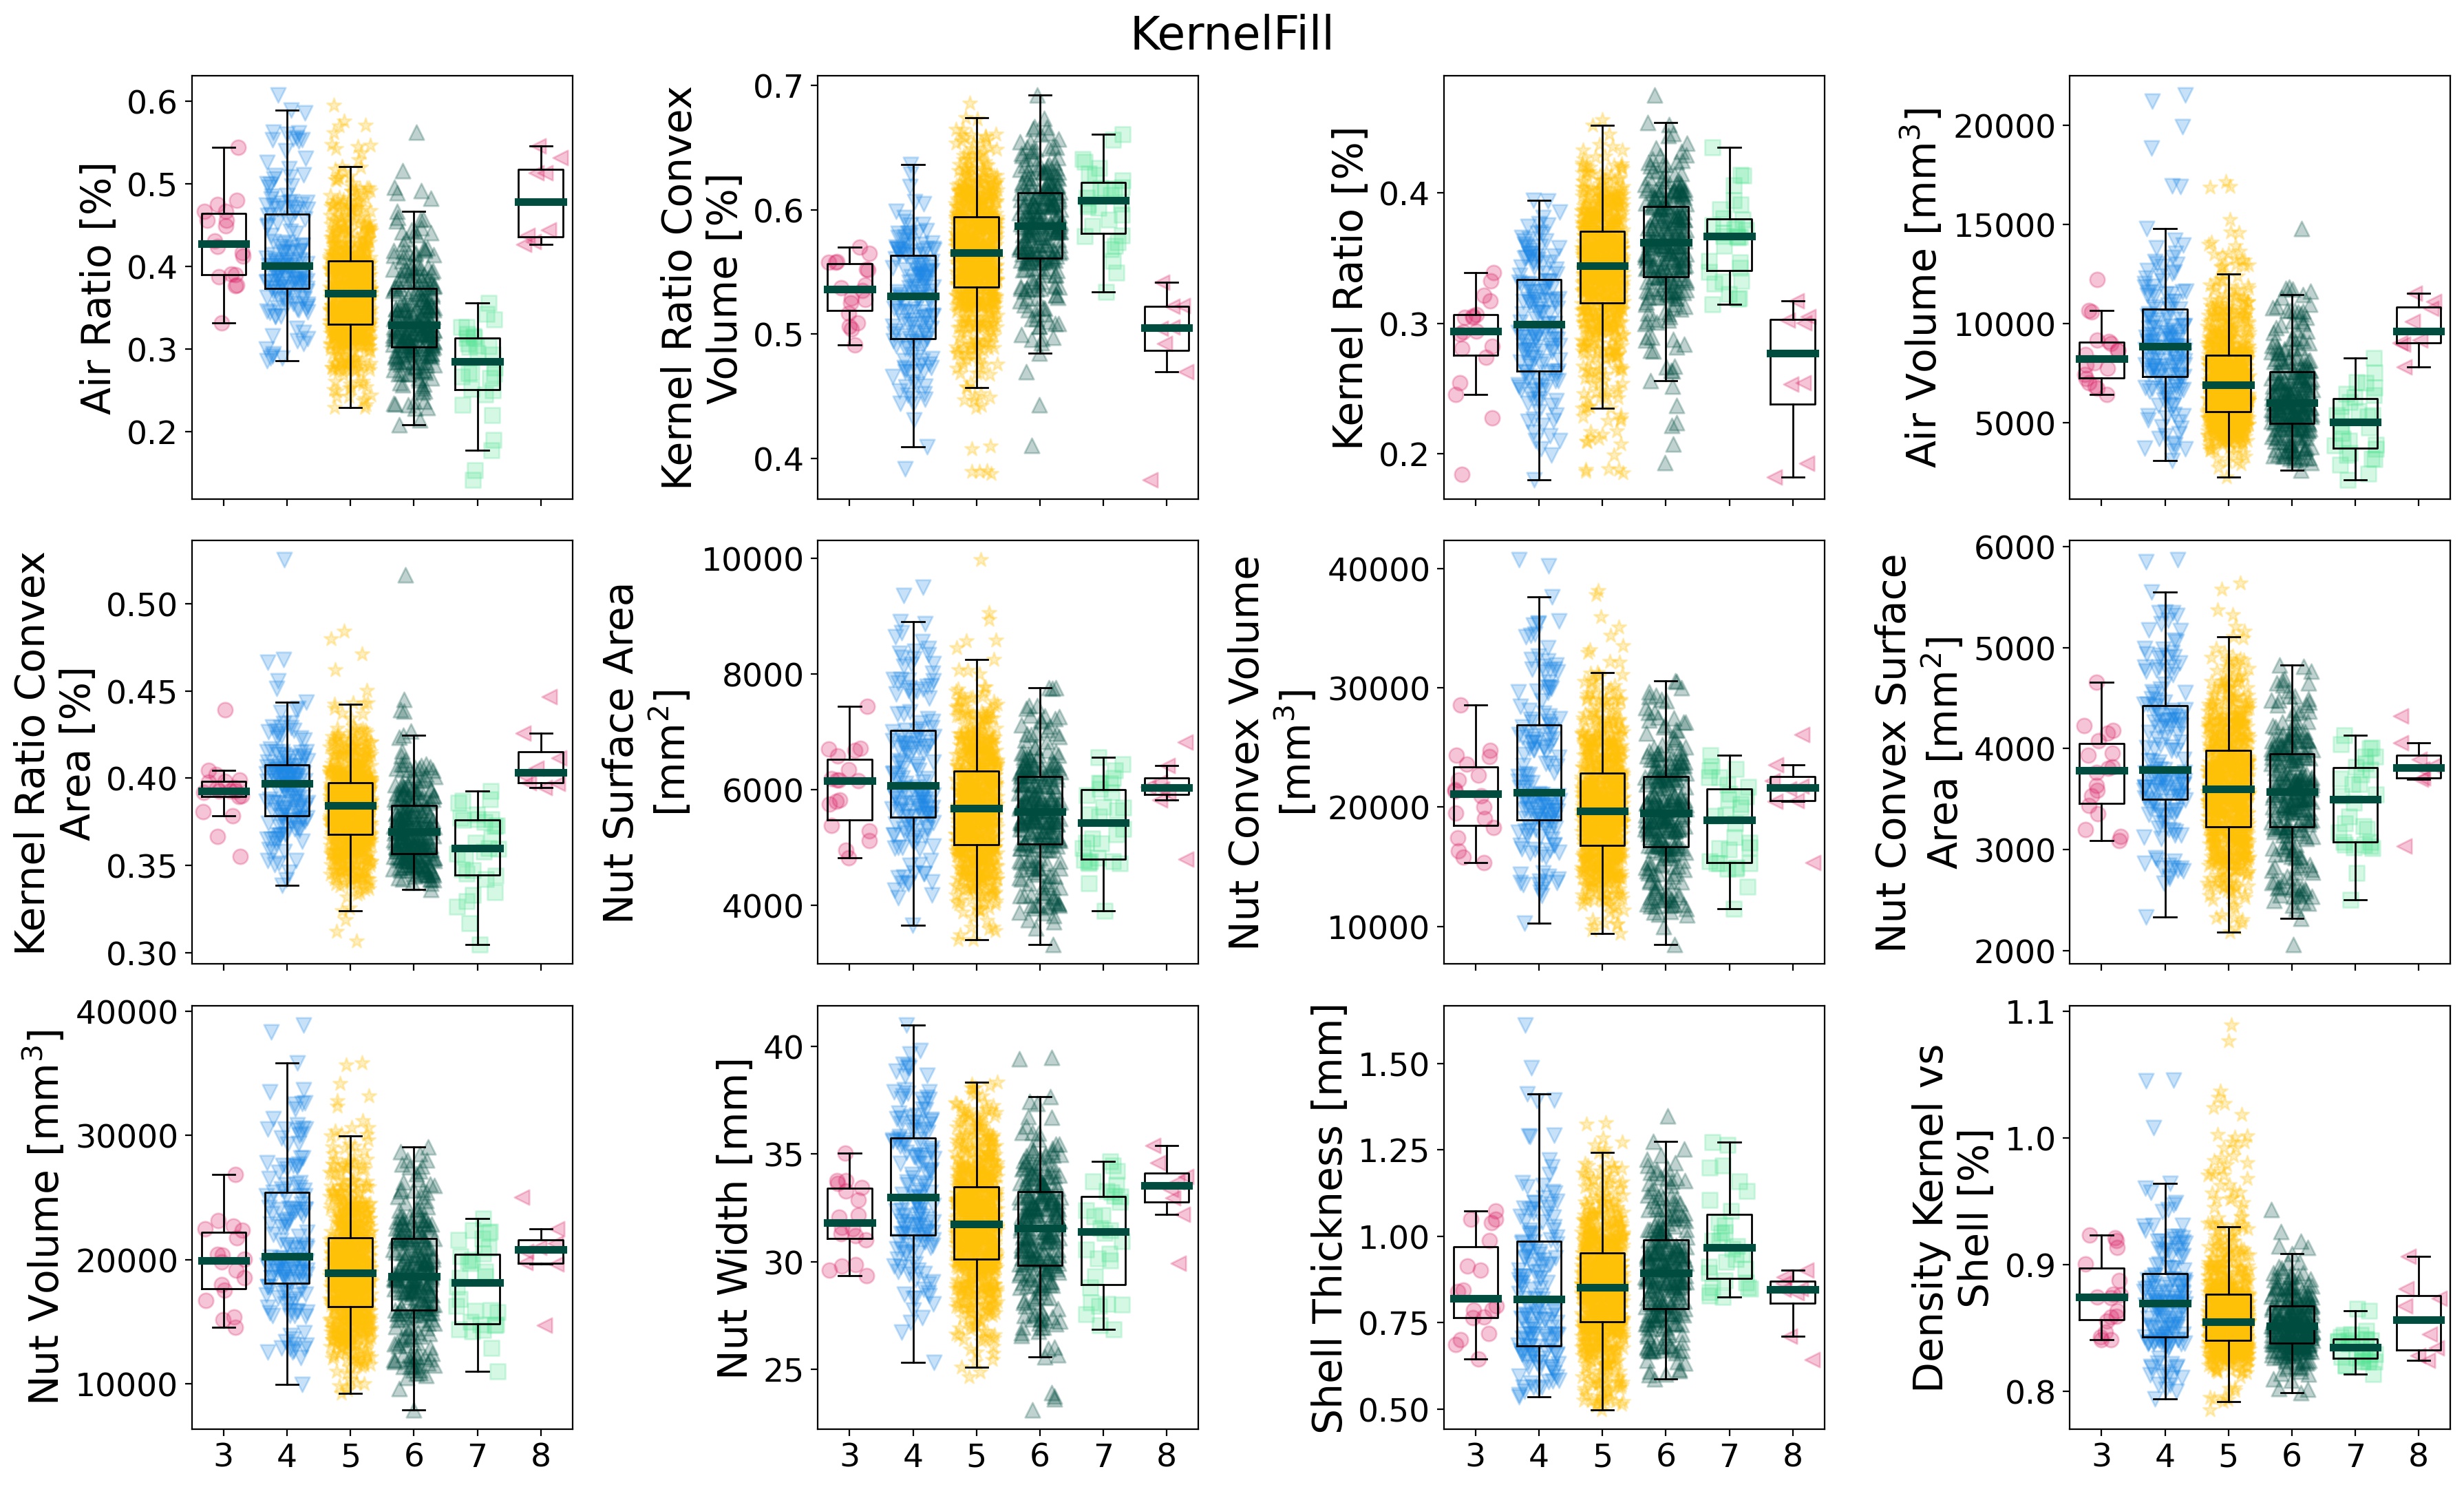 KernelFill
Air Ratio [%]
0.6
0.5
0.4
0.3
0.2
Kernel Ratio Convex
Volume [%]
0.7
0.6
0.5
0.4
Kernel Ratio [%]
0.4
0.3
0.2
Air Volume [mm³]
20000
15000
10000
5000
Kernel Ratio Convex
Area [%]
0.50
0.45
0.40
0.35
0.30
Nut Surface Area
[mm²]
10000
8000
6000
4000
Nut Convex Volume
[mm³]
40000
30000
20000
10000
Nut Convex Surface
Area [mm²]
6000
5000
4000
3000
2000
Nut Volume [mm³]
40000
30000
20000
10000
3 4 5 6 7 8
Nut Width [mm]
40
35
30
25
3 4 5 6 7 8
Shell Thickness [mm]
1.50
1.25
1.00
0.75
0.50
3 4 5 6 7 8
Density Kernel vs
Shell [%]
1.1
1.0
0.9
0.8
3 4 5 6 7 8